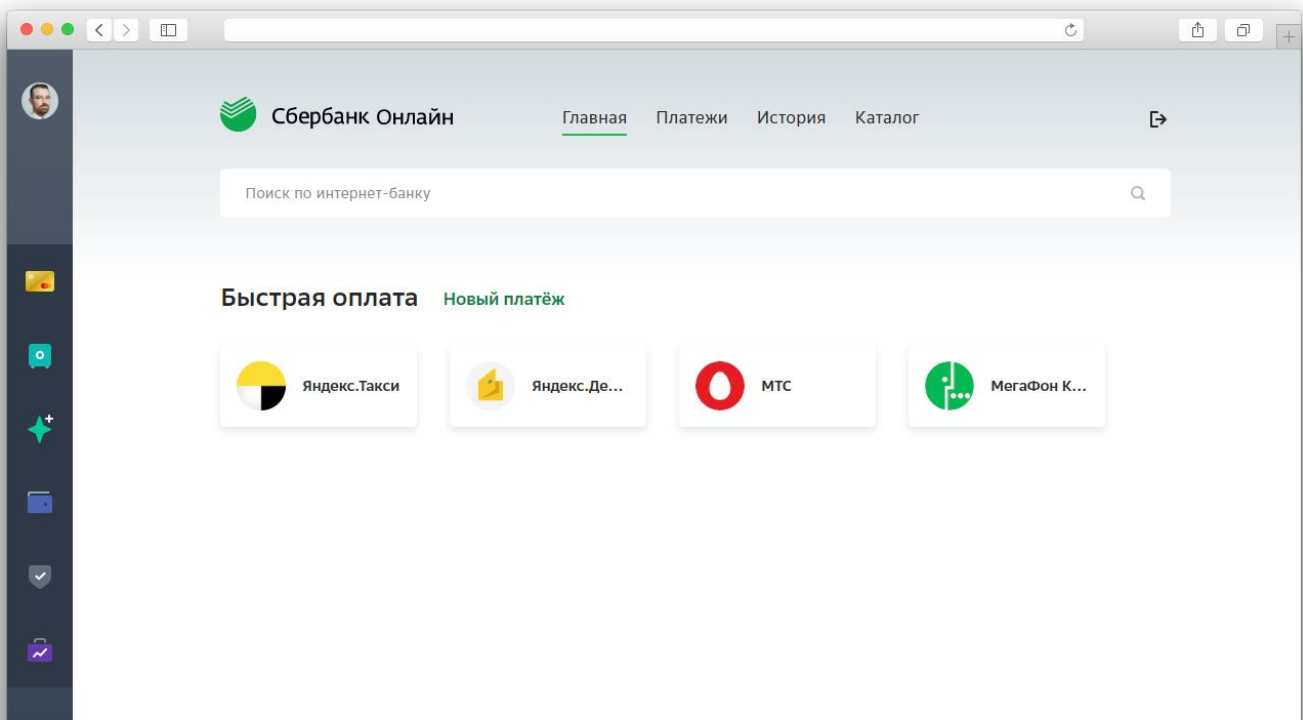 Сбербанк Онлайн
Главная Платежи История Каталог
Поиск по интернет-банку
Быстрая оплата Новый платёж
Яндекс.Такси Яндекс.Де... МТС МегаФон К...